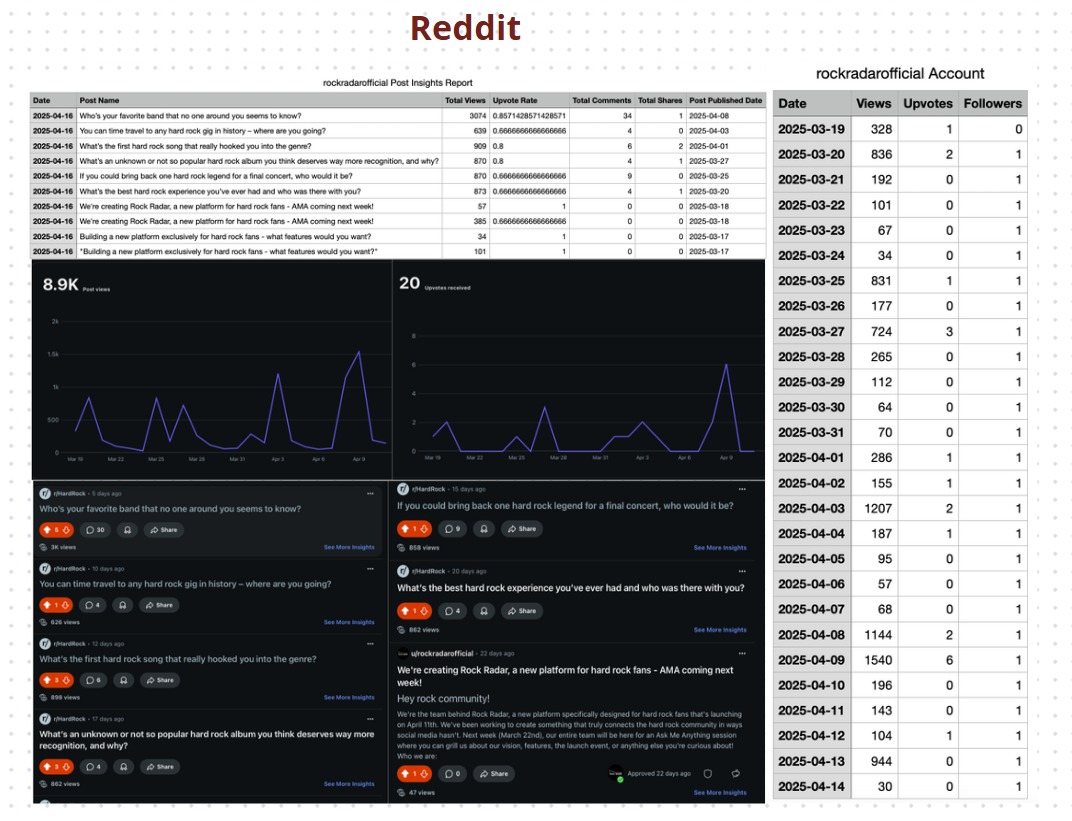 Reddit
rockradarofficial Post Insights Report
Date Post Name Total Views Upvote Rate Total Comments Total Shares Post Published Date
2025-04-16 Who's your favorite band that no one around you seems to know? 3074 0.8571428571428571 34 1 2025-04-08
2025-04-16 You can time travel to any hard rock gig in history – where are you going? 639 0.6666666666666666 4 0 2025-04-03
2025-04-16 What's the first hard rock song that really hooked you into the genre? 909 0.8 6 2 2025-04-01
2025-04-16 What's an unknown or not so popular hard rock album you think deserves way more recognition, and why? 870 0.8 4 1 2025-03-27
2025-04-16 If you could bring back one hard rock legend for a final concert, who would it be? 870 0.6666666666666666 9 0 2025-03-25
2025-04-16 What's the best hard rock experience you've ever had and who was there with you? 873 0.6666666666666666 4 1 2025-03-20
2025-04-16 We're creating Rock Radar, a new platform for hard rock fans - AMA coming next week! 57 1 0 0 2025-03-18
2025-04-16 We're creating Rock Radar, a new platform for hard rock fans - AMA coming next week! 385 0.6666666666666666 0 0 2025-03-18
2025-04-16 Building a new platform exclusively for hard rock fans - what features would you want? 34 1 0 0 2025-03-17
2025-04-16 "Building a new platform exclusively for hard rock fans - what features would you want?" 101 1 0 0 2025-03-17
8.9K Post views
2k
1.5k
1k
500
0
Mar 19 Mar 22 Mar 25 Mar 28 Mar 31 Apr 3 Apr 6 Apr 9
20 Upvotes received
8
6
4
2
0
Mar 19 Mar 22 Mar 25 Mar 28 Mar 31 Apr 3 Apr 6 Apr 9
r/HardRock • 5 days ago
Who's your favorite band that no one around you seems to know?
5 30 Share
3K views See More Insights
r/HardRock • 10 days ago
You can time travel to any hard rock gig in history – where are you going?
1 4 Share
626 views See More Insights
r/HardRock • 12 days ago
What's the first hard rock song that really hooked you into the genre?
3 6 Share
898 views See More Insights
r/HardRock • 17 days ago
What's an unknown or not so popular hard rock album you think deserves way more
recognition, and why?
3 4 Share
862 views See More Insights
r/HardRock • 15 days ago
If you could bring back one hard rock legend for a final concert, who would it be?
1 9 Share
858 views See More Insights
r/HardRock • 20 days ago
What's the best hard rock experience you've ever had and who was there with you?
1 4 Share
862 views See More Insights
u/rockradarofficial • 22 days ago
We're creating Rock Radar, a new platform for hard rock fans - AMA coming next
week!
Hey rock community!
We're the team behind Rock Radar, a new platform specifically designed for hard rock fans that's launching
on April 11th. We've been working to create something that truly connects the hard rock community in ways
social media hasn't. Next week (March 22nd), our entire team will be here for an Ask Me Anything session
where you can grill us about our vision, features, the launch event, or anything else you're curious about!
Who we are:
1 0 Share Approved 22 days ago
47 views See More Insights
rockradarofficial Account
Date Views Upvotes Followers
2025-03-19 328 1 0
2025-03-20 836 2 1
2025-03-21 192 0 1
2025-03-22 101 0 1
2025-03-23 67 0 1
2025-03-24 34 0 1
2025-03-25 831 1 1
2025-03-26 177 0 1
2025-03-27 724 3 1
2025-03-28 265 0 1
2025-03-29 112 0 1
2025-03-30 64 0 1
2025-03-31 70 0 1
2025-04-01 286 1 1
2025-04-02 155 1 1
2025-04-03 1207 2 1
2025-04-04 187 1 1
2025-04-05 95 0 1
2025-04-06 57 0 1
2025-04-07 68 0 1
2025-04-08 1144 2 1
2025-04-09 1540 6 1
2025-04-10 196 0 1
2025-04-11 143 0 1
2025-04-12 104 1 1
2025-04-13 944 0 1
2025-04-14 30 0 1